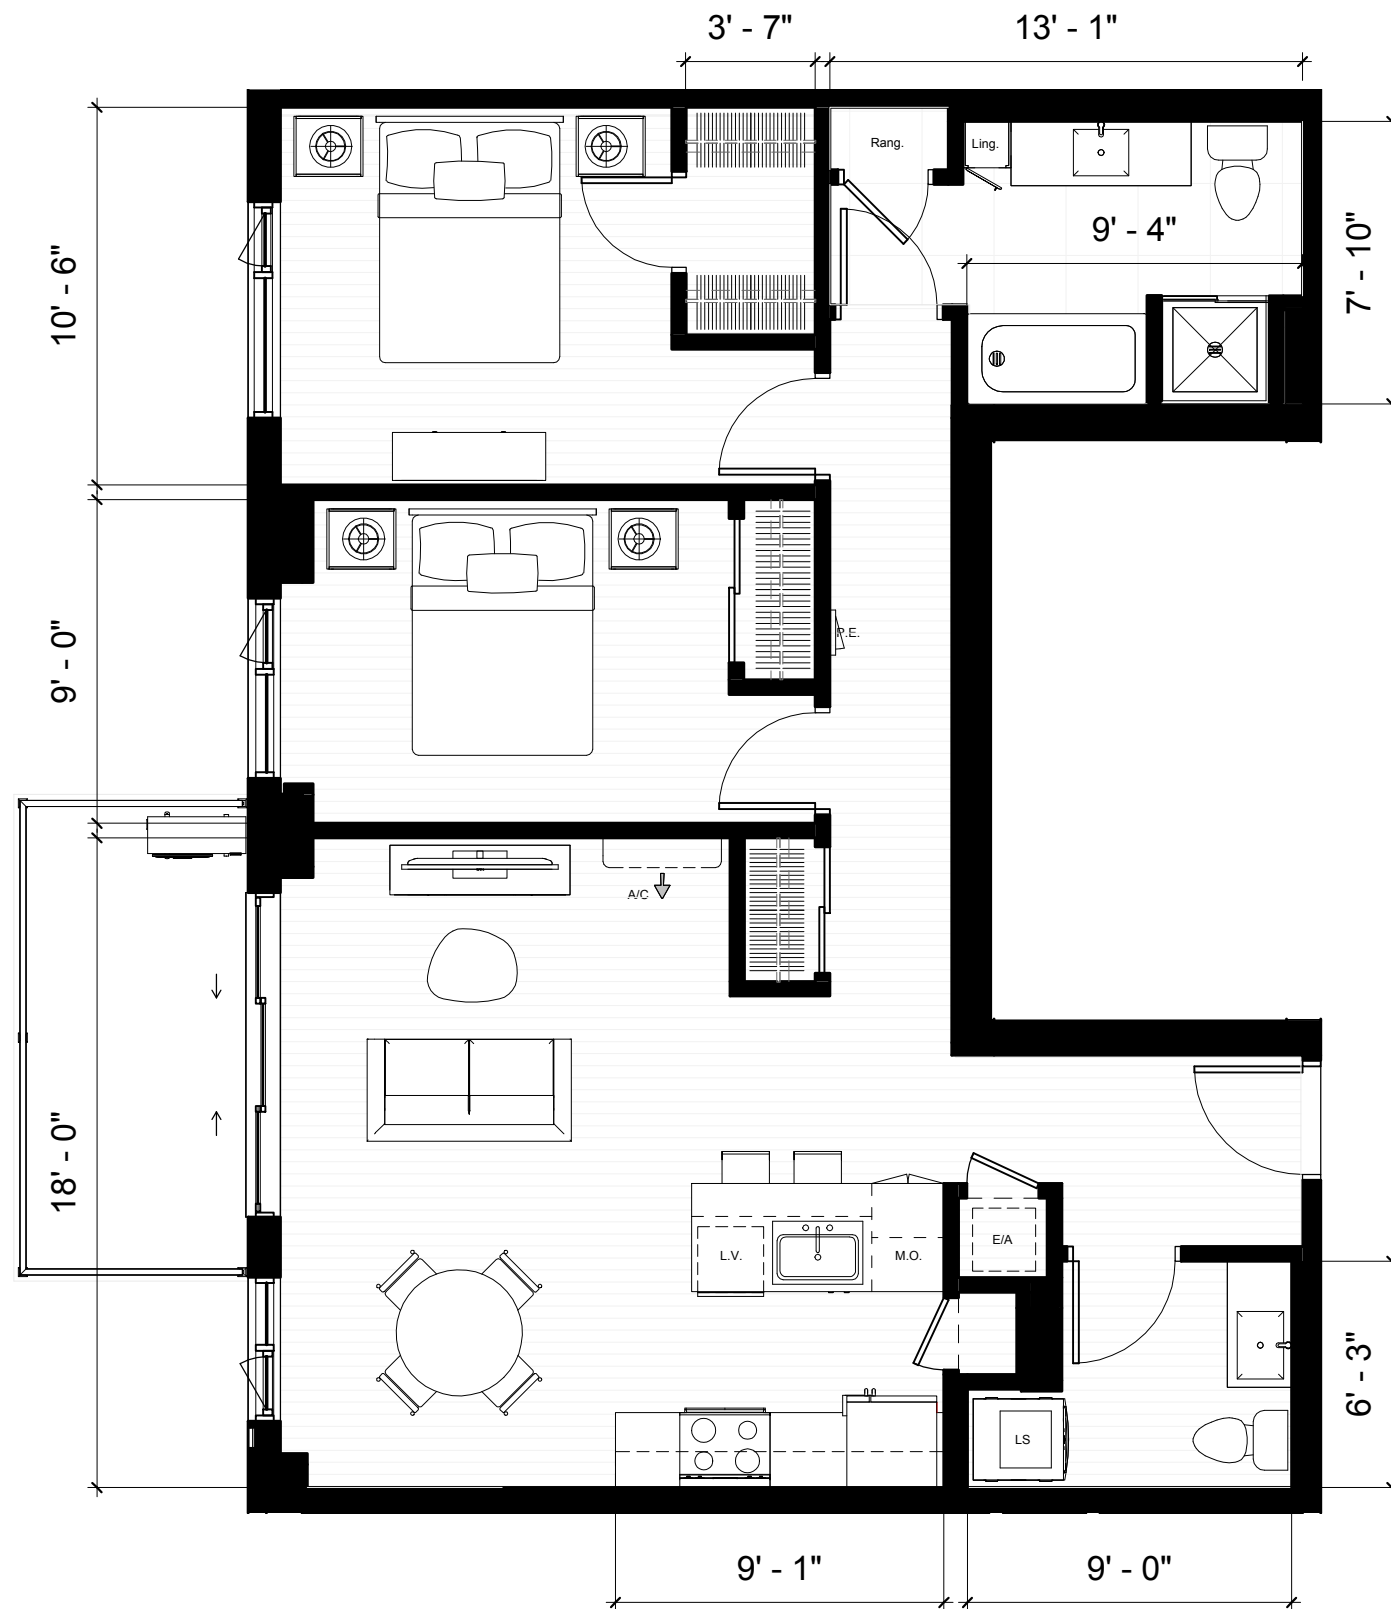 3' - 7"
13' - 1"
Rang.
Ling.
9' - 4"
10' - 6"
7' - 10"
9' - 0"
P.E.
A/C
18' - 0"
L.V.
M.O.
E/A
6' - 3"
LS
9' - 1"
9' - 0"